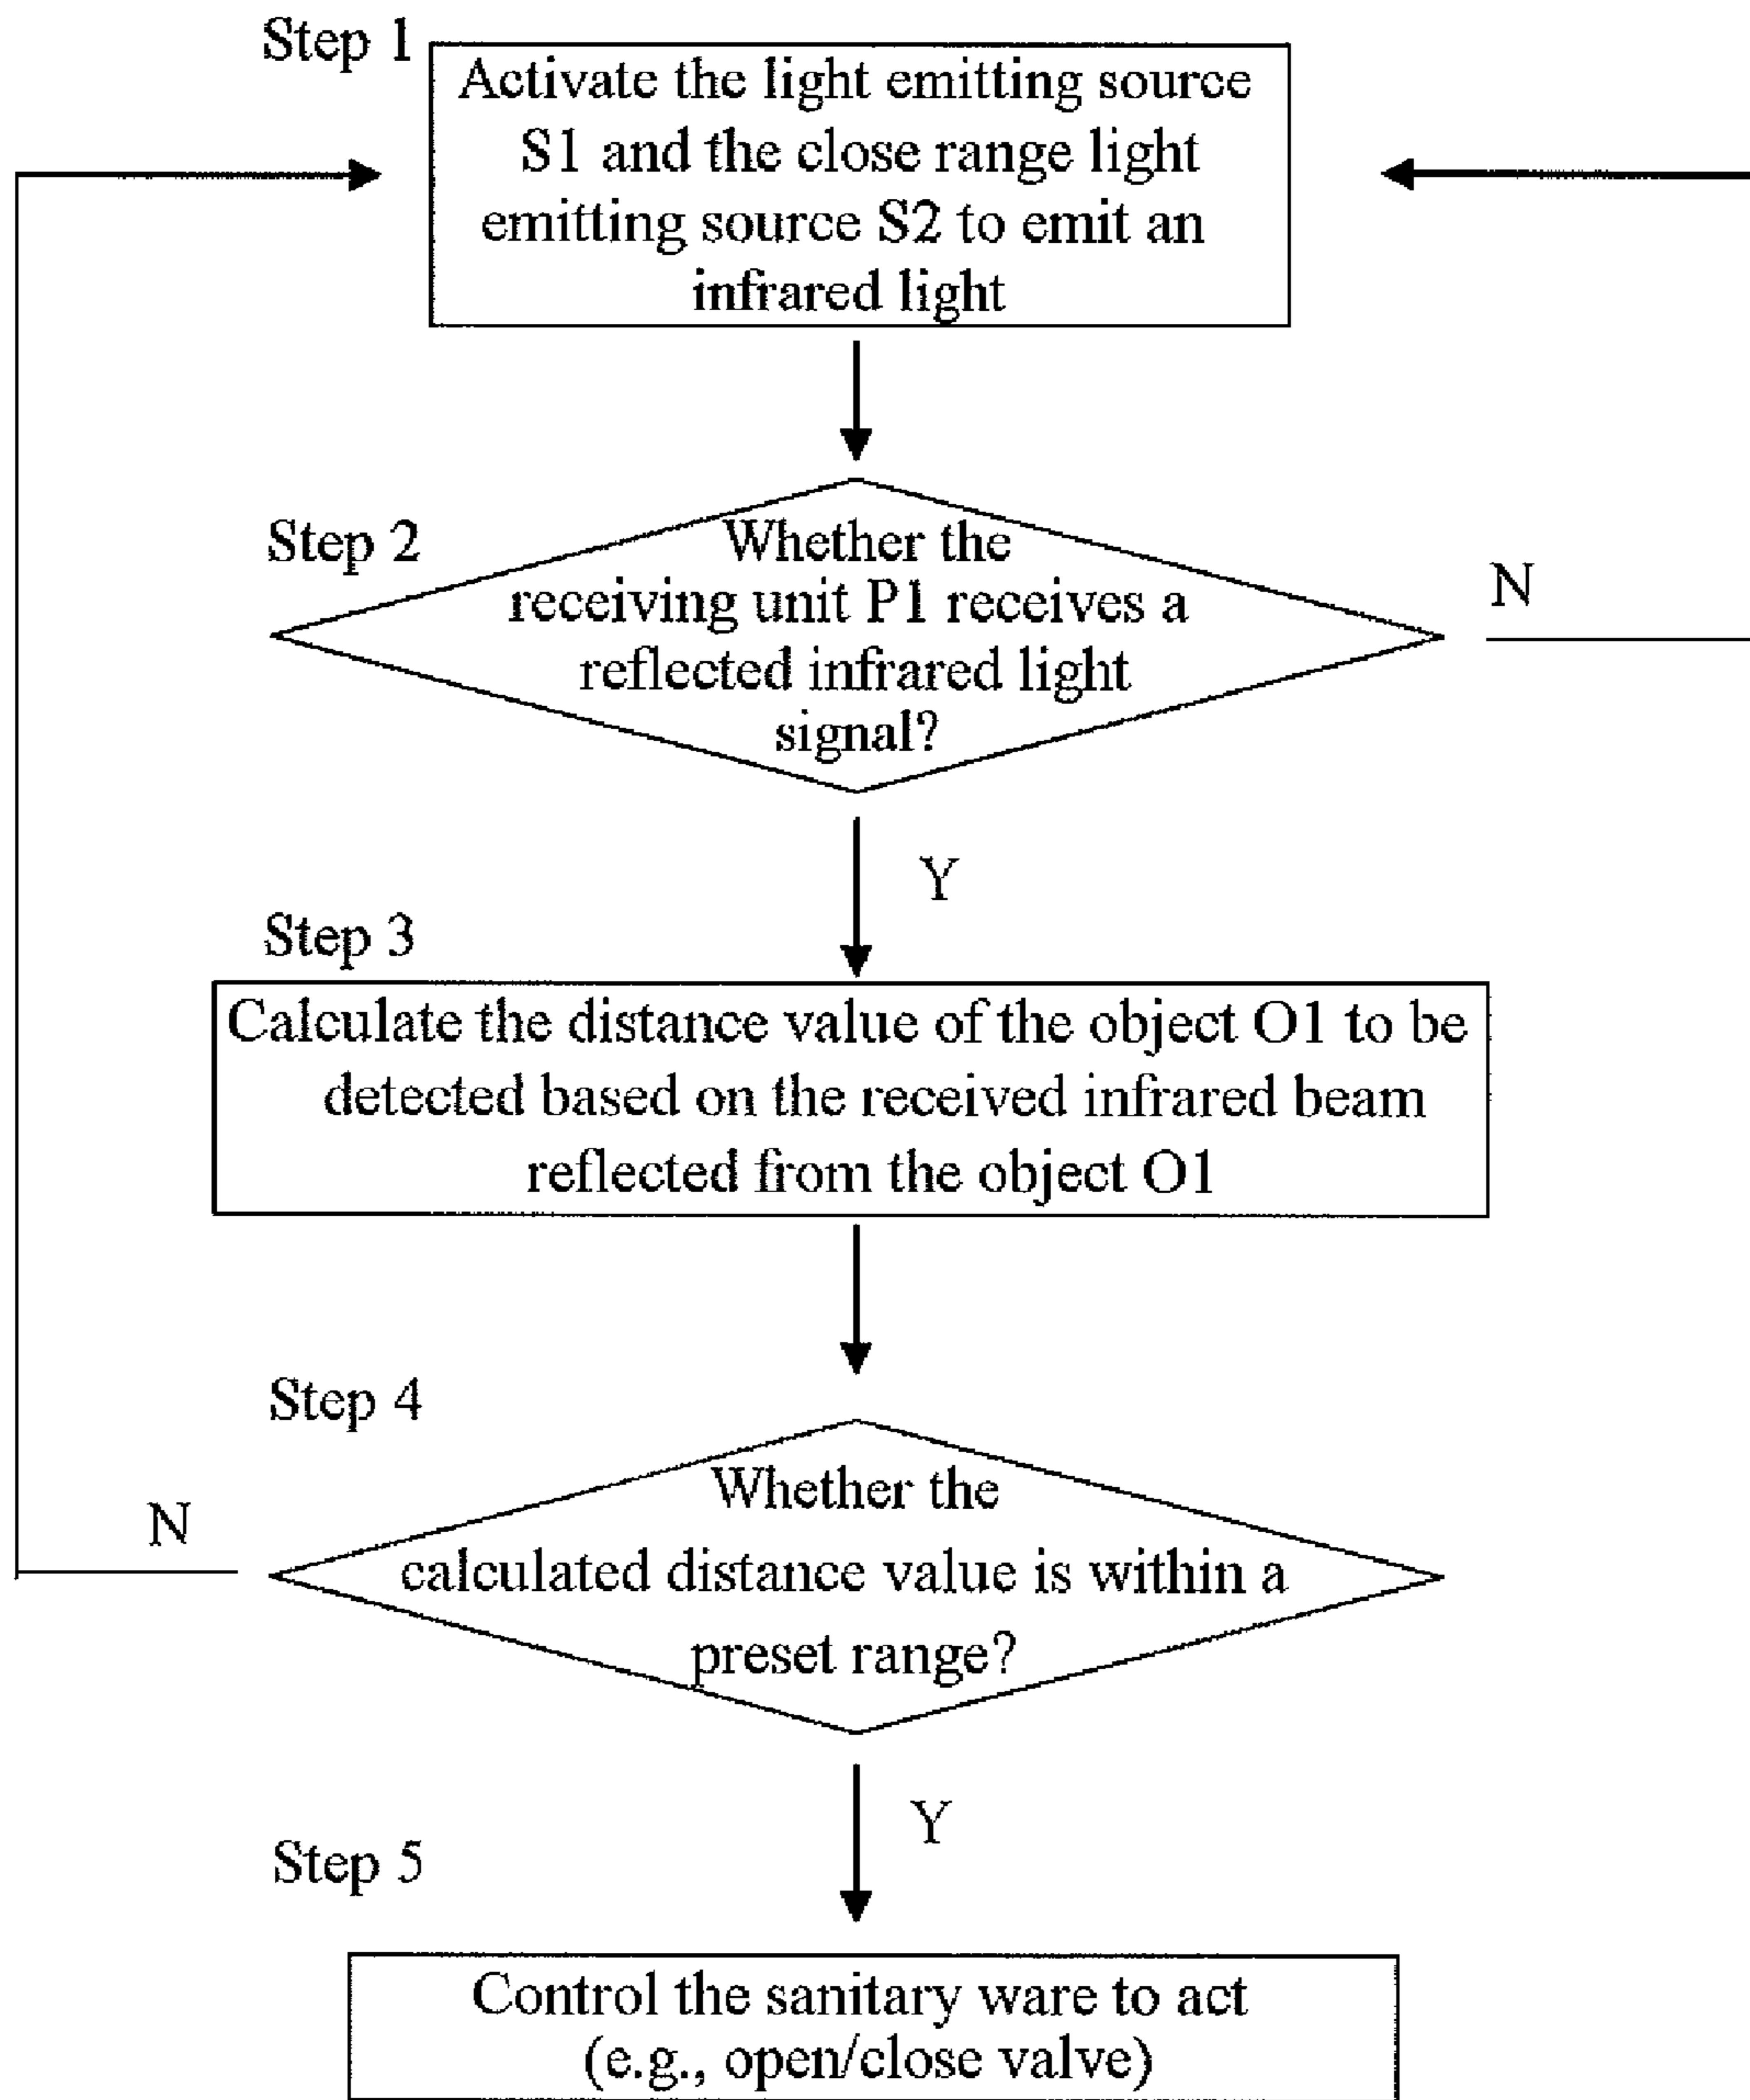 Step 1
Activate the light emitting source
S1 and the close range light
emitting source S2 to emit an
infrared light
Step 2
Whether the
receiving unit P1 receives a
reflected infrared light
signal?
N
Y
Step 3
Calculate the distance value of the object O1 to be
detected based on the received infrared beam
reflected from the object O1
Step 4
Whether the
calculated distance value is within a
preset range?
N
Y
Step 5
Control the sanitary ware to act
(e.g., open/close valve)